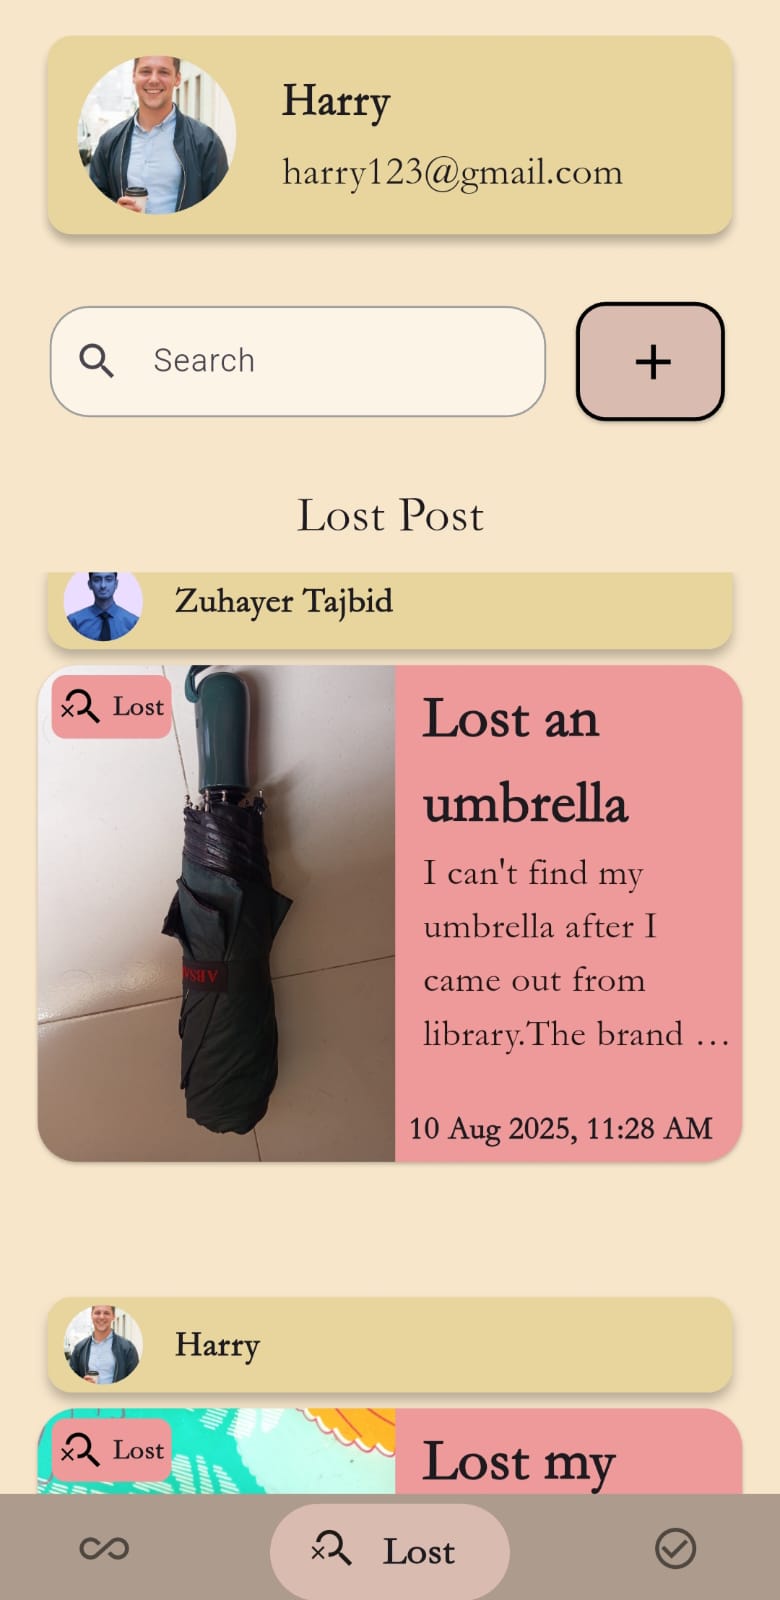 Harry
harry123@gmail.com
Search
Lost Post
Zuhayer Tajbid
Lost
Lost an
umbrella
I can't find my
umbrella after I
came out from
library.The brand ...
10 Aug 2025, 11:28 AM
Harry
Lost
Lost my
Lost